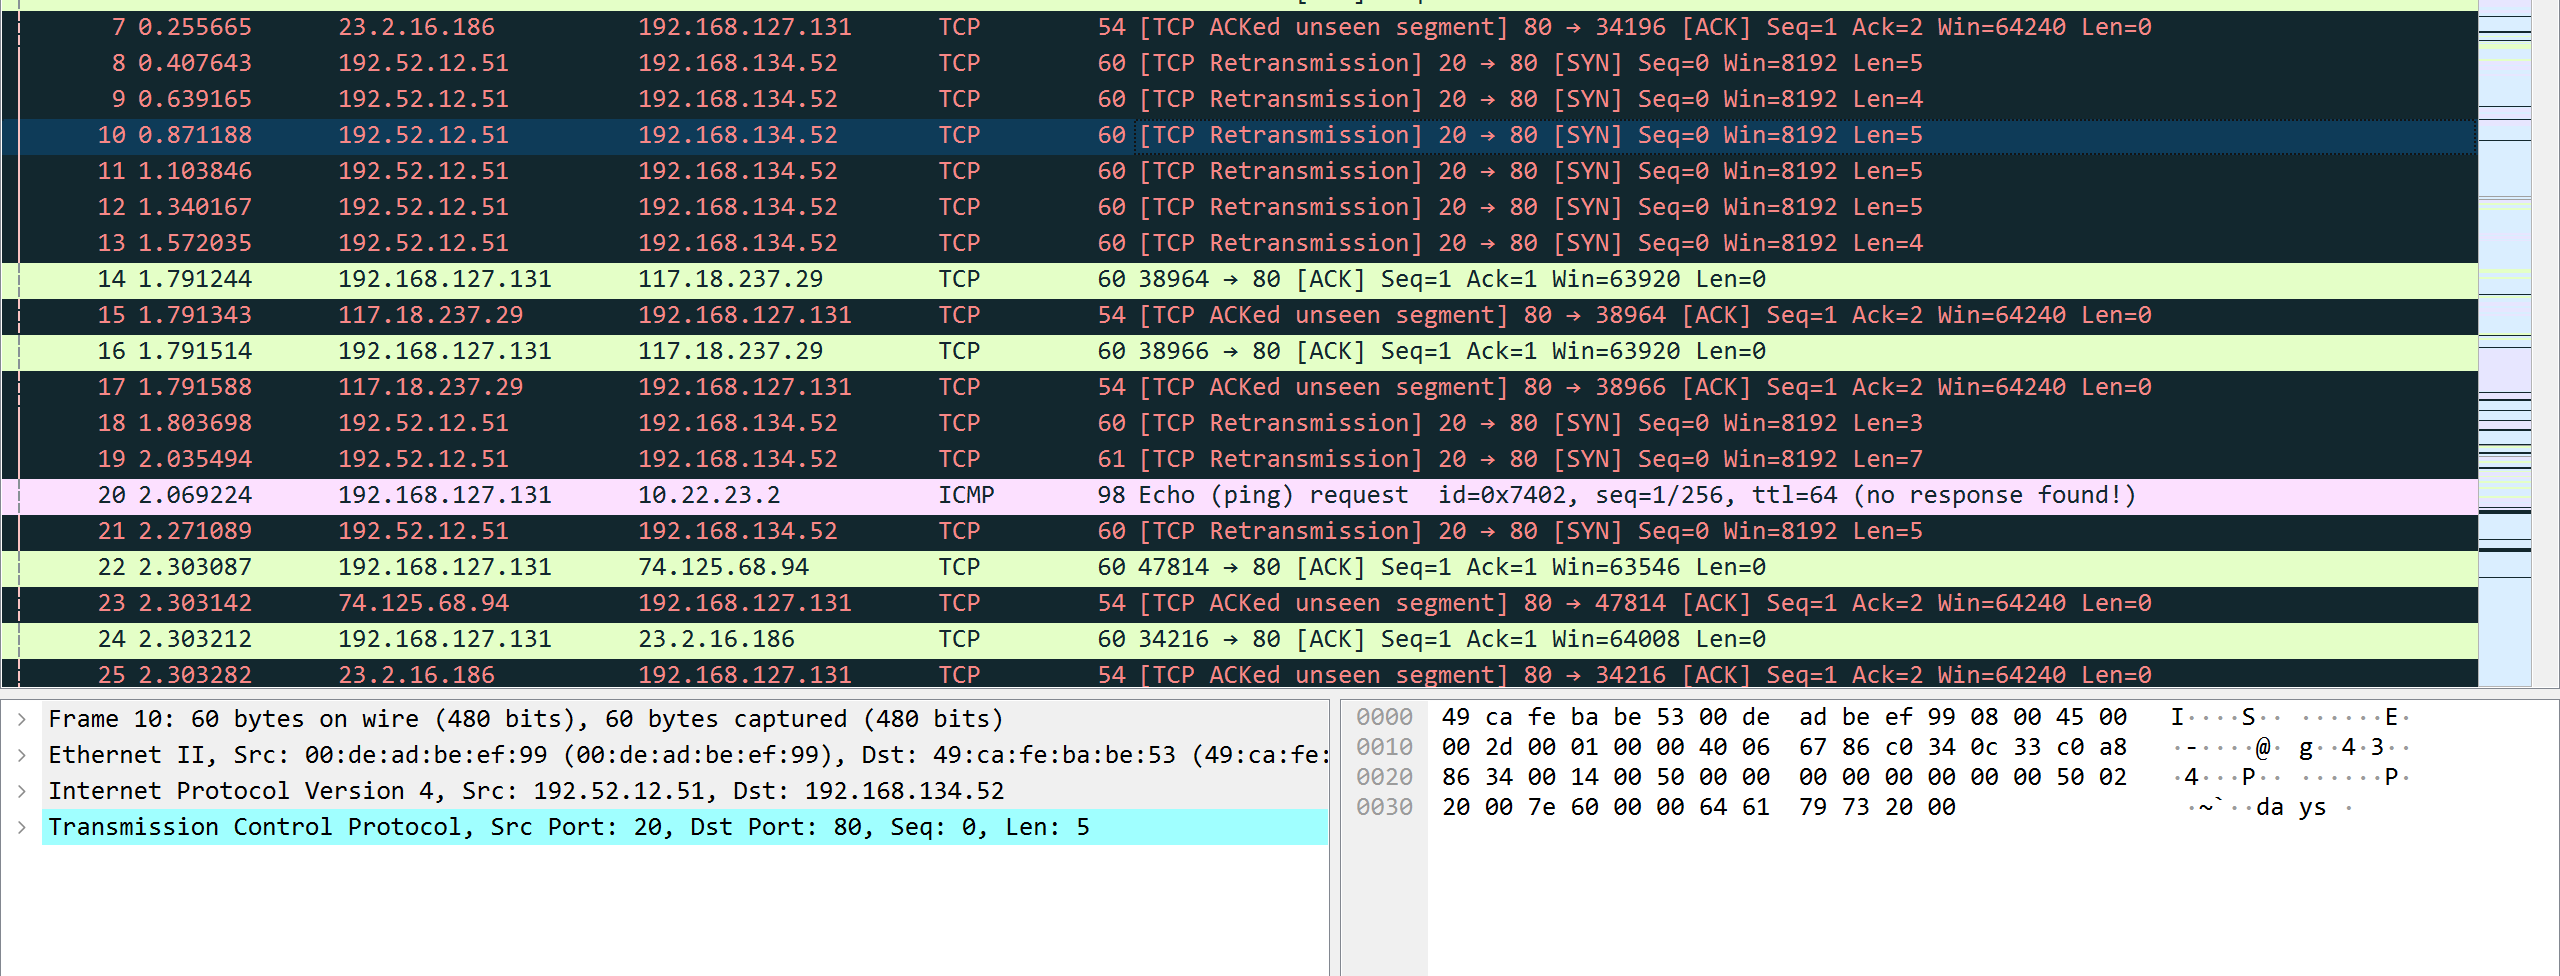 7 0.255665 23.2.16.186 192.168.127.131 TCP 54 [TCP ACKed unseen segment] 80 → 34196 [ACK] Seq=1 Ack=2 Win=64240 Len=0
8 0.407643 192.52.12.51 192.168.134.52 TCP 60 [TCP Retransmission] 20 → 80 [SYN] Seq=0 Win=8192 Len=5
9 0.639165 192.52.12.51 192.168.134.52 TCP 60 [TCP Retransmission] 20 → 80 [SYN] Seq=0 Win=8192 Len=4
10 0.871188 192.52.12.51 192.168.134.52 TCP 60 [TCP Retransmission] 20 → 80 [SYN] Seq=0 Win=8192 Len=5
11 1.103846 192.52.12.51 192.168.134.52 TCP 60 [TCP Retransmission] 20 → 80 [SYN] Seq=0 Win=8192 Len=5
12 1.340167 192.52.12.51 192.168.134.52 TCP 60 [TCP Retransmission] 20 → 80 [SYN] Seq=0 Win=8192 Len=5
13 1.572035 192.52.12.51 192.168.134.52 TCP 60 [TCP Retransmission] 20 → 80 [SYN] Seq=0 Win=8192 Len=4
14 1.791244 192.168.127.131 117.18.237.29 TCP 60 38964 → 80 [ACK] Seq=1 Ack=1 Win=63920 Len=0
15 1.791343 117.18.237.29 192.168.127.131 TCP 54 [TCP ACKed unseen segment] 80 → 38964 [ACK] Seq=1 Ack=2 Win=64240 Len=0
16 1.791514 192.168.127.131 117.18.237.29 TCP 60 38966 → 80 [ACK] Seq=1 Ack=1 Win=63920 Len=0
17 1.791588 117.18.237.29 192.168.127.131 TCP 54 [TCP ACKed unseen segment] 80 → 38966 [ACK] Seq=1 Ack=2 Win=64240 Len=0
18 1.803698 192.52.12.51 192.168.134.52 TCP 60 [TCP Retransmission] 20 → 80 [SYN] Seq=0 Win=8192 Len=3
19 2.035494 192.52.12.51 192.168.134.52 TCP 61 [TCP Retransmission] 20 → 80 [SYN] Seq=0 Win=8192 Len=7
20 2.069224 192.168.127.131 10.22.23.2 ICMP 98 Echo (ping) request id=0x7402, seq=1/256, ttl=64 (no response found!)
21 2.271089 192.52.12.51 192.168.134.52 TCP 60 [TCP Retransmission] 20 → 80 [SYN] Seq=0 Win=8192 Len=5
22 2.303087 192.168.127.131 74.125.68.94 TCP 60 47814 → 80 [ACK] Seq=1 Ack=1 Win=63546 Len=0
23 2.303142 74.125.68.94 192.168.127.131 TCP 54 [TCP ACKed unseen segment] 80 → 47814 [ACK] Seq=1 Ack=2 Win=64240 Len=0
24 2.303212 192.168.127.131 23.2.16.186 TCP 60 34216 → 80 [ACK] Seq=1 Ack=1 Win=64008 Len=0
25 2.303282 23.2.16.186 192.168.127.131 TCP 54 [TCP ACKed unseen segment] 80 → 34216 [ACK] Seq=1 Ack=2 Win=64240 Len=0
Frame 10: 60 bytes on wire (480 bits), 60 bytes captured (480 bits)
Ethernet II, Src: 00:de:ad:be:ef:99 (00:de:ad:be:ef:99), Dst: 49:ca:fe:ba:be:53 (49:ca:fe:
Internet Protocol Version 4, Src: 192.52.12.51, Dst: 192.168.134.52
Transmission Control Protocol, Src Port: 20, Dst Port: 80, Seq: 0, Len: 5
0000 49 ca fe ba be 53 00 de ad be ef 99 08 00 45 00 I····S·· ······E·
0010 00 2d 00 01 00 00 40 06 67 86 c0 34 0c 33 c0 a8 ·-····@· g··4·3··
0020 86 34 00 14 00 50 00 00 00 00 00 00 00 00 50 02 ·4···P·· ······P·
0030 20 00 7e 60 00 00 64 61 79 73 20 00 ·~`··da ys ·